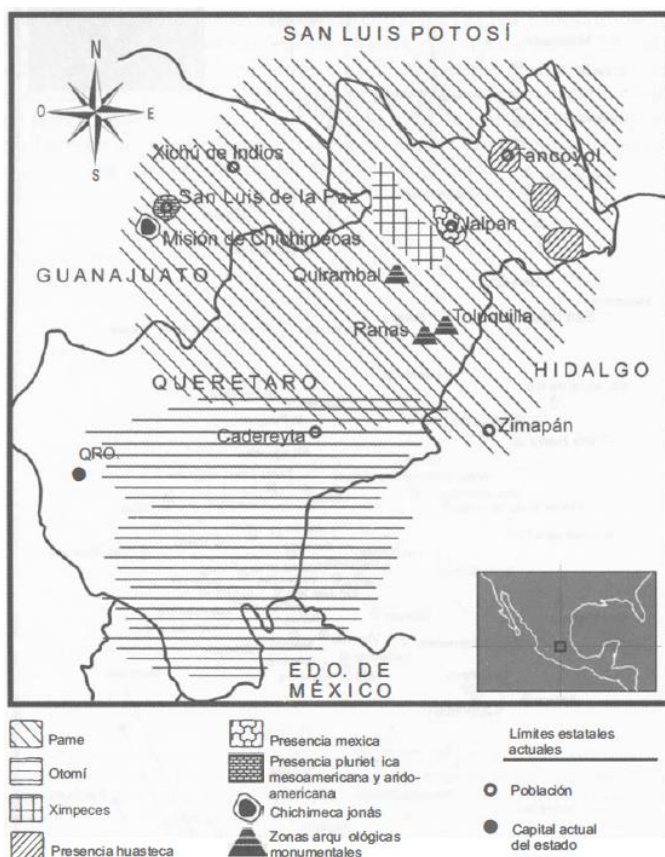 SAN LUIS POTOSÍ
N
O
E
S
Xichú de Indios
Tancoyol
San Luis de la Paz
Jalpan
Misión de Chichimecas
GUANAJUATO
Quirambal
Toluquilla
Ranas
HIDALGO
QUERÉTARO
Cadereyta
Zimapán
QRO.
EDO. DE
MÉXICO
Pame
Otomí
Ximpeces
Presencia huasteca
Presencia mexica
Presencia pluriet ica
mesoamericana y arido-
americana
Chichimeca jonás
Zonas arqu ológicas
monumentales
Límites estatales
actuales
Población
Capital actual
del estado